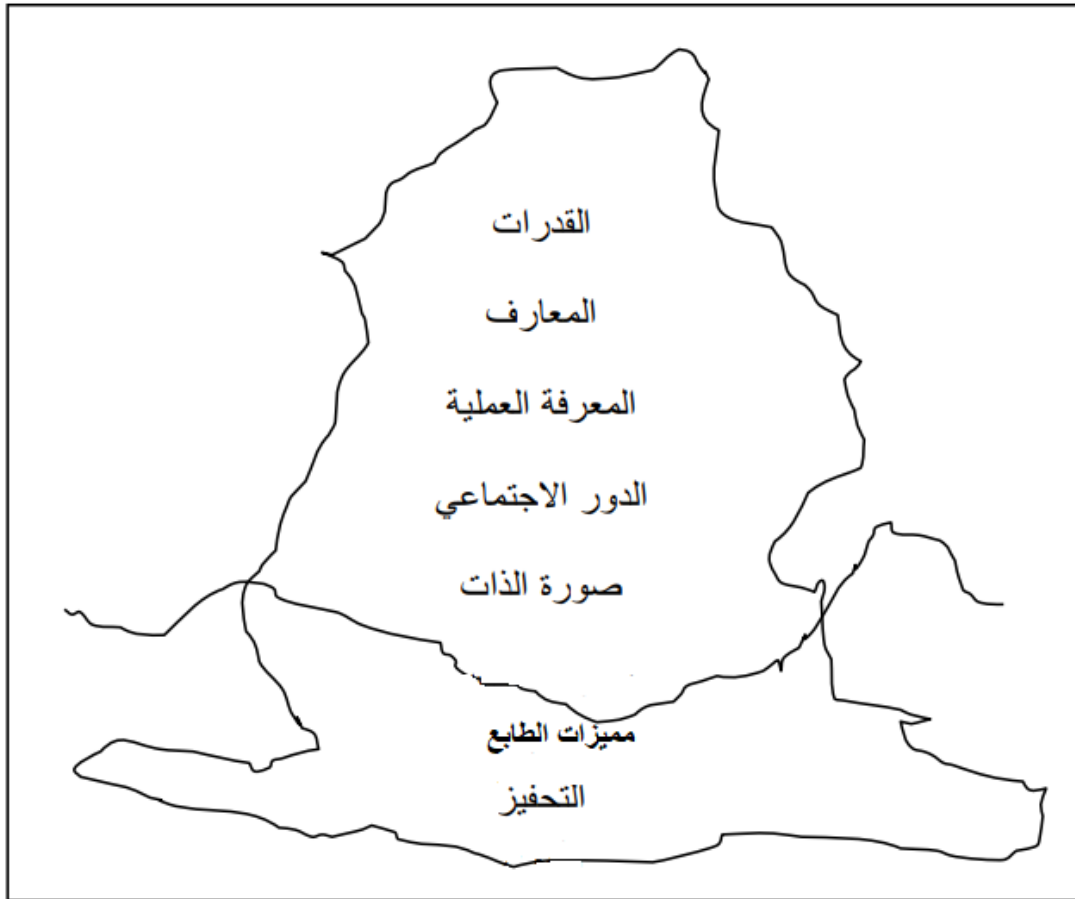 القدرات
المعارف
المعرفة العملية
الدور الاجتماعي
صورة الذات
مميزات الطابع
التحفيز